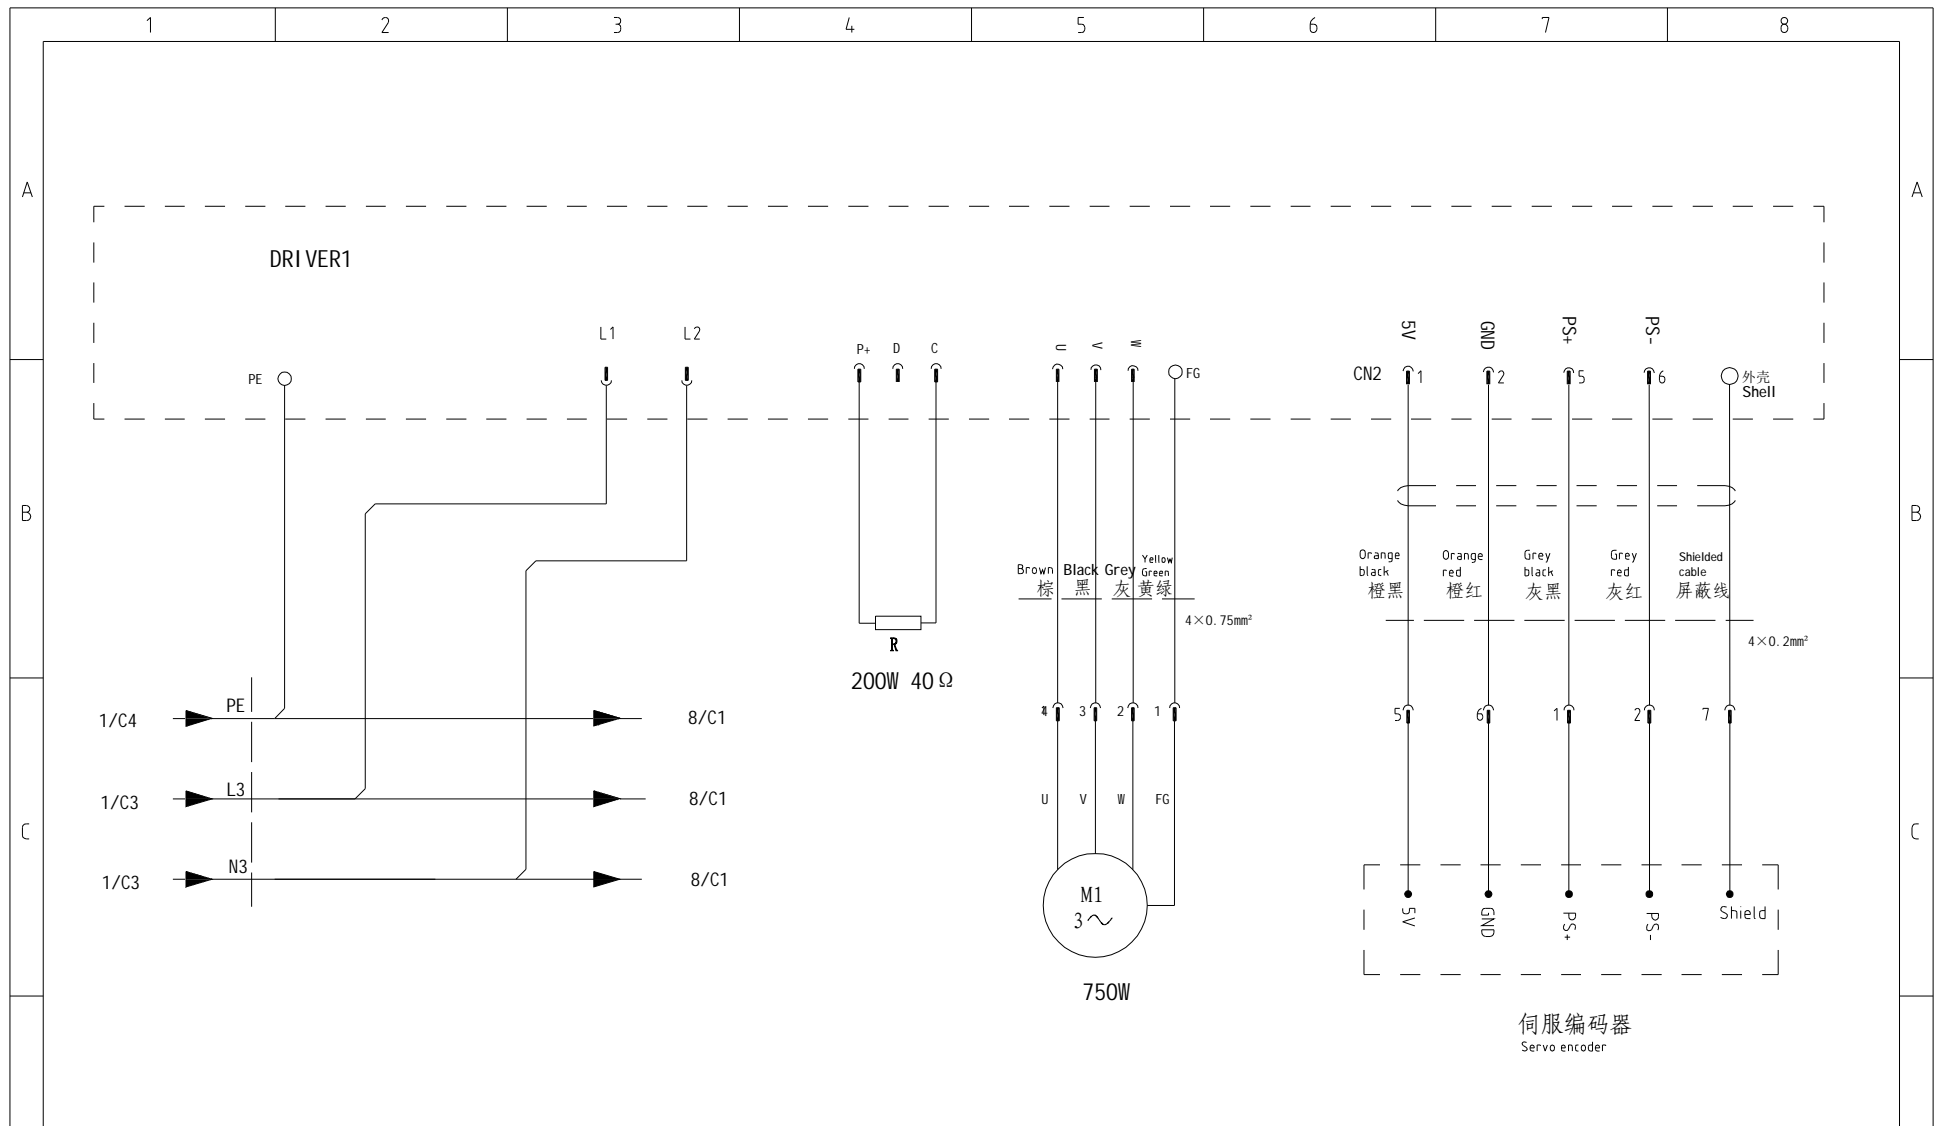 1 2 3 4 5 6 7 8
A A
DRIVER1
L1 L2
P+ D C
U V W
5V GND PS+ PS-
PE
FG
CN2 1 2 5 6
外壳
Shell
B B
Brown Black Grey Yellow
Green
棕 黑 灰 黄绿
4×0.75mm²
Orange
black
橙黑
Orange
red
橙红
Grey
black
灰黑
Grey
red
灰红
Shielded
cable
屏蔽线
4×0.2mm²
R
200W 40Ω
1/C4 PE 8/C1
4 3 2 1
5 6 1 2 7
1/C3 L3 8/C1
U V W FG
C C
1/C3 N3 8/C1
M1
3~
750W
5V GND PS+ PS- Shield
伺服编码器
Servo encoder